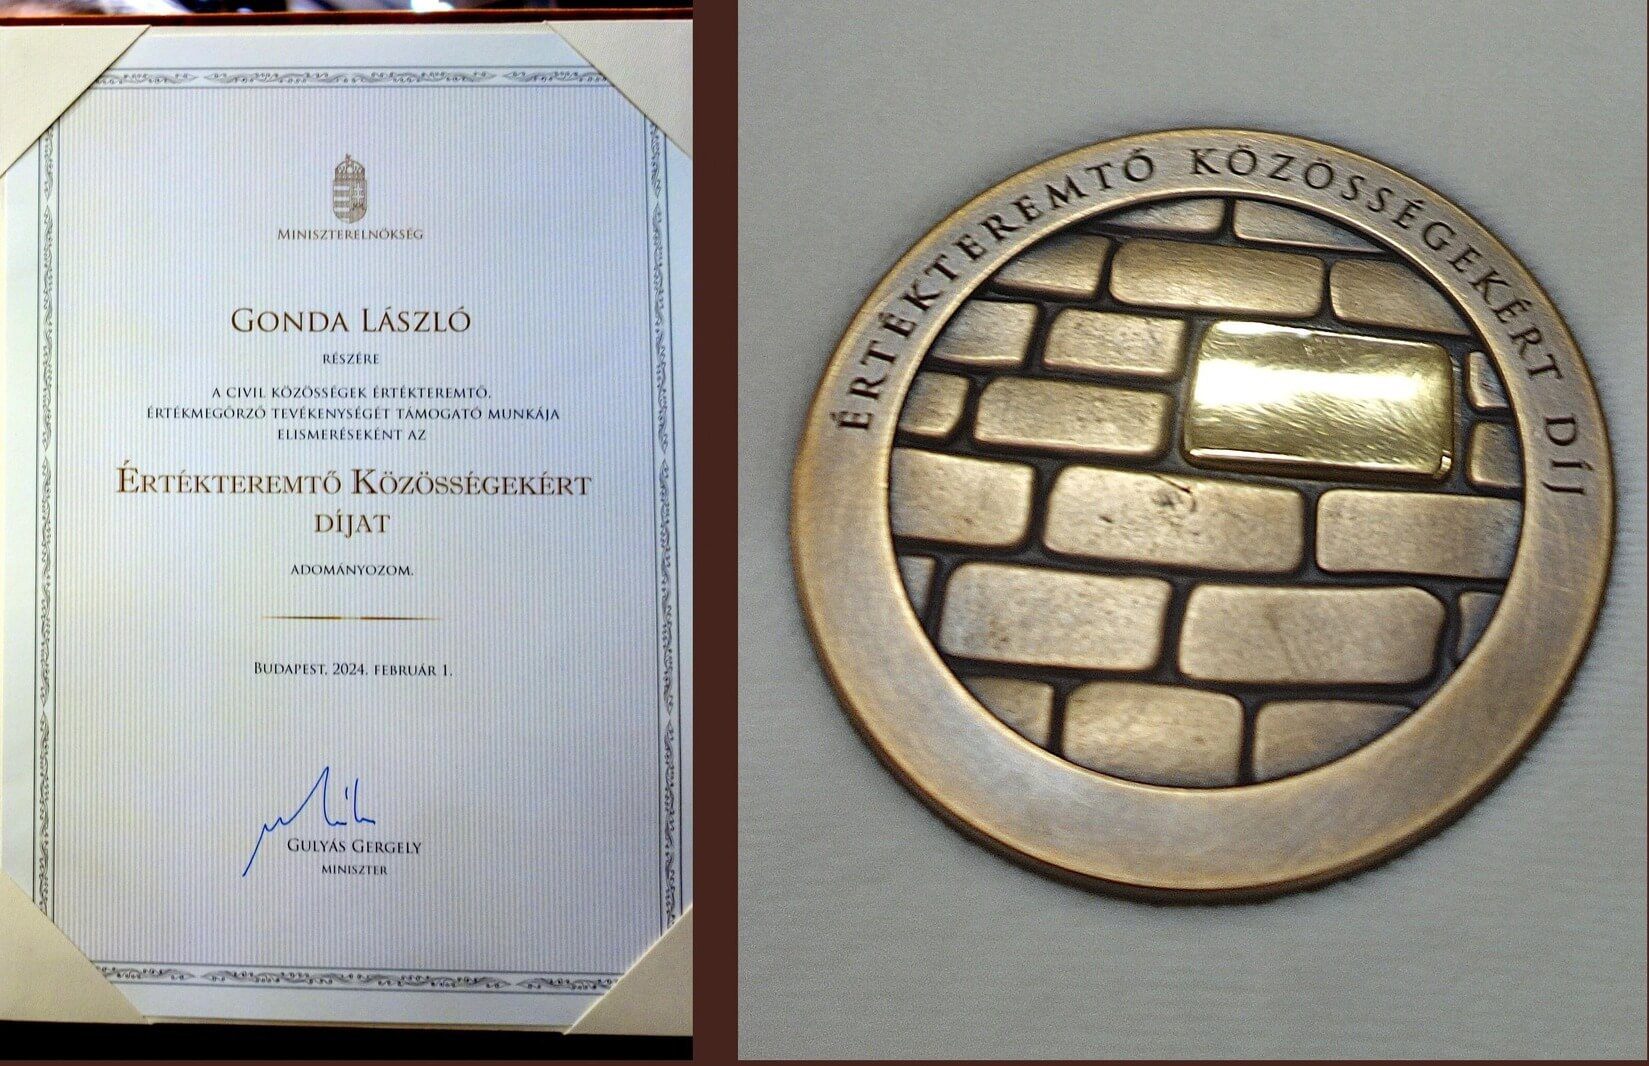 Miniszterelnökség
Gonda László
részére
a civil közösségek értékteremtő,
értékmegőrző tevékenységét támogató munkája
elismeréseként az
Értékteremtő Közösségekért
díjat
adományozom.
Budapest, 2024. február 1.
Gulyás Gergely
miniszter
ÉRTÉKTEREMTŐ KÖZÖSSÉGEKÉRT DÍJ